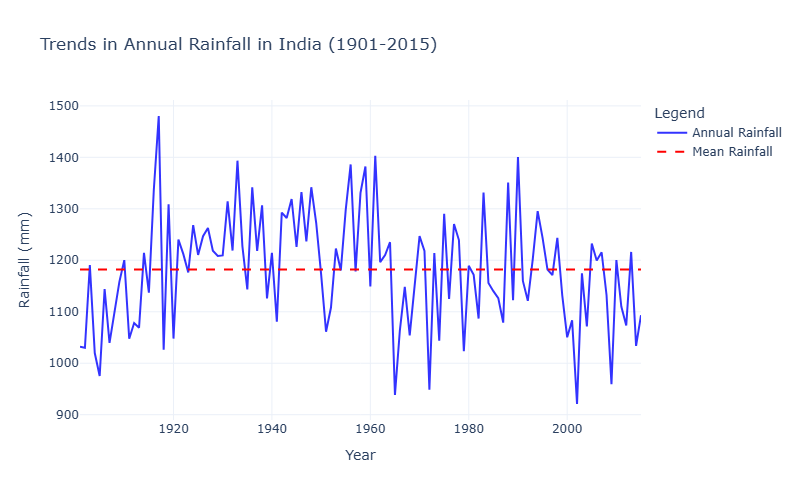 Trends in Annual Rainfall in India (1901-2015)
Legend
Annual Rainfall
Mean Rainfall
Rainfall (mm)
1500
1400
1300
1200
1100
1000
900
1920
1940
1960
1980
2000
Year